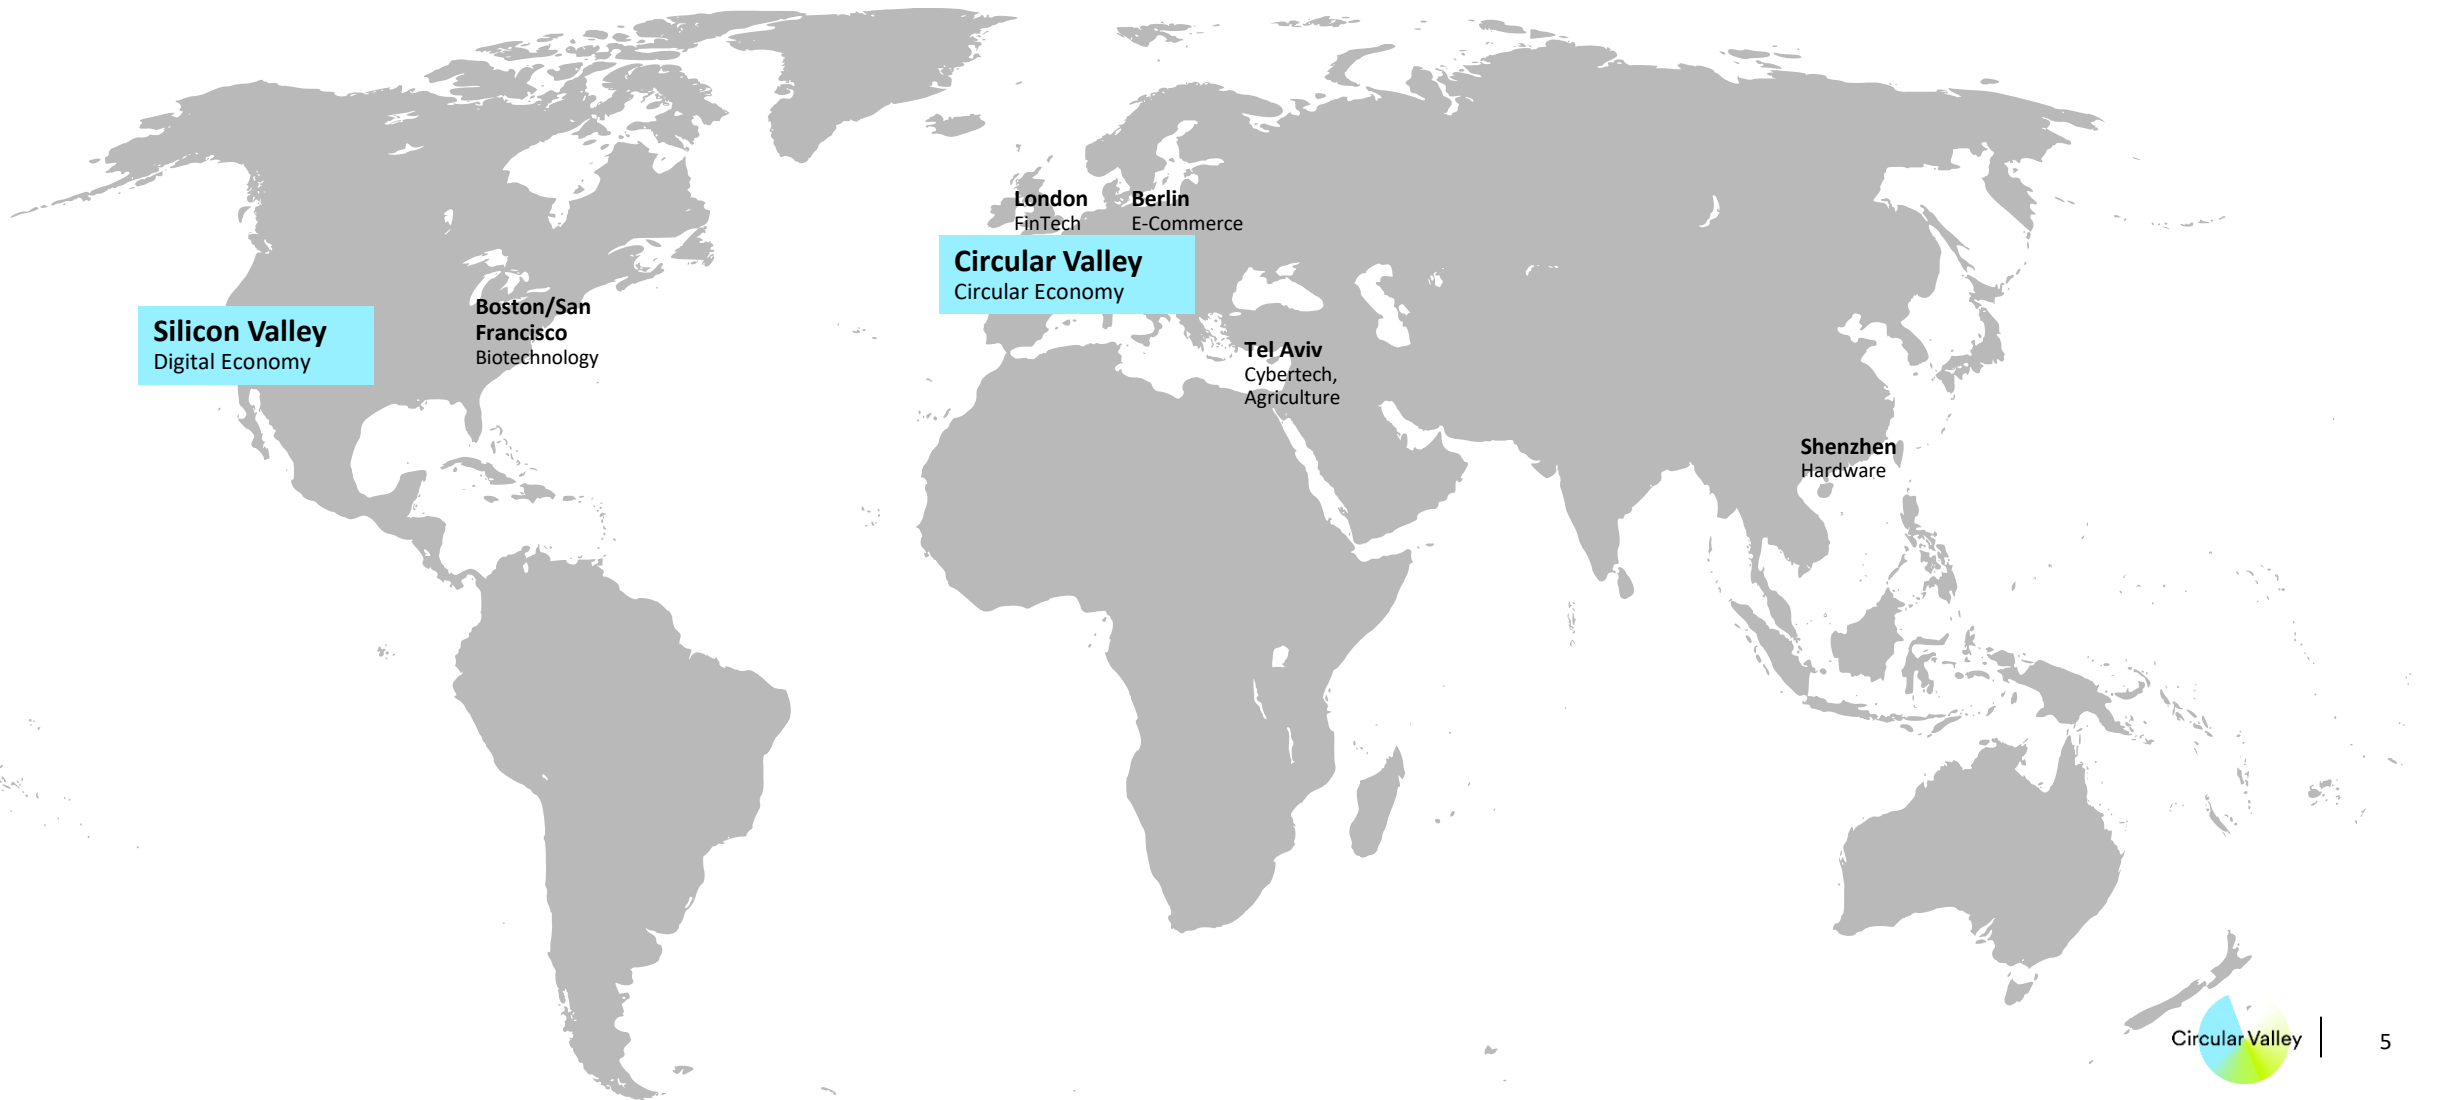 London
FinTech
Berlin
E-Commerce
Circular Valley
Circular Economy
Silicon Valley
Digital Economy
Boston/San
Francisco
Biotechnology
Tel Aviv
Cybertech,
Agriculture
Shenzhen
Hardware
Circular Valley
5